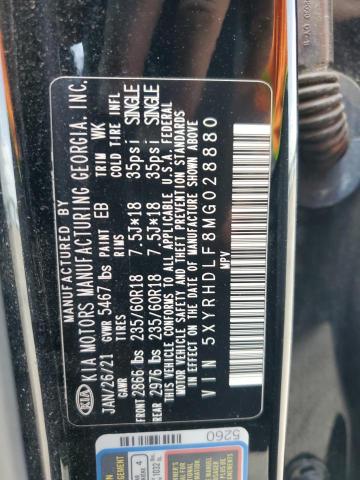 MANUFACTURED BY
KIA KIA MOTORS MANUFACTURING GEORGIA, INC.
JAN/26/21 PAINT EB TRIM WK
GVWR 5467 lbs
GAWR TIRES RIMS COLD TIRE INFL
FRONT 2866 lbs 235/60R18 7.5J*18 35psi SINGLE
REAR 2976 lbs 235/60R18 7.5J*18 35psi SINGLE
THIS VEHICLE CONFORMS TO ALL APPLICABLE U.S.A FEDERAL
MOTOR VEHICLE SAFETY, THEFT PREVENTION STANDARDS
IN EFFECT ON THE DATE OF MANUFACTURE SHOWN ABOVE
VIN 5XYRHDLF8MG028880
TYPE MPV
5260